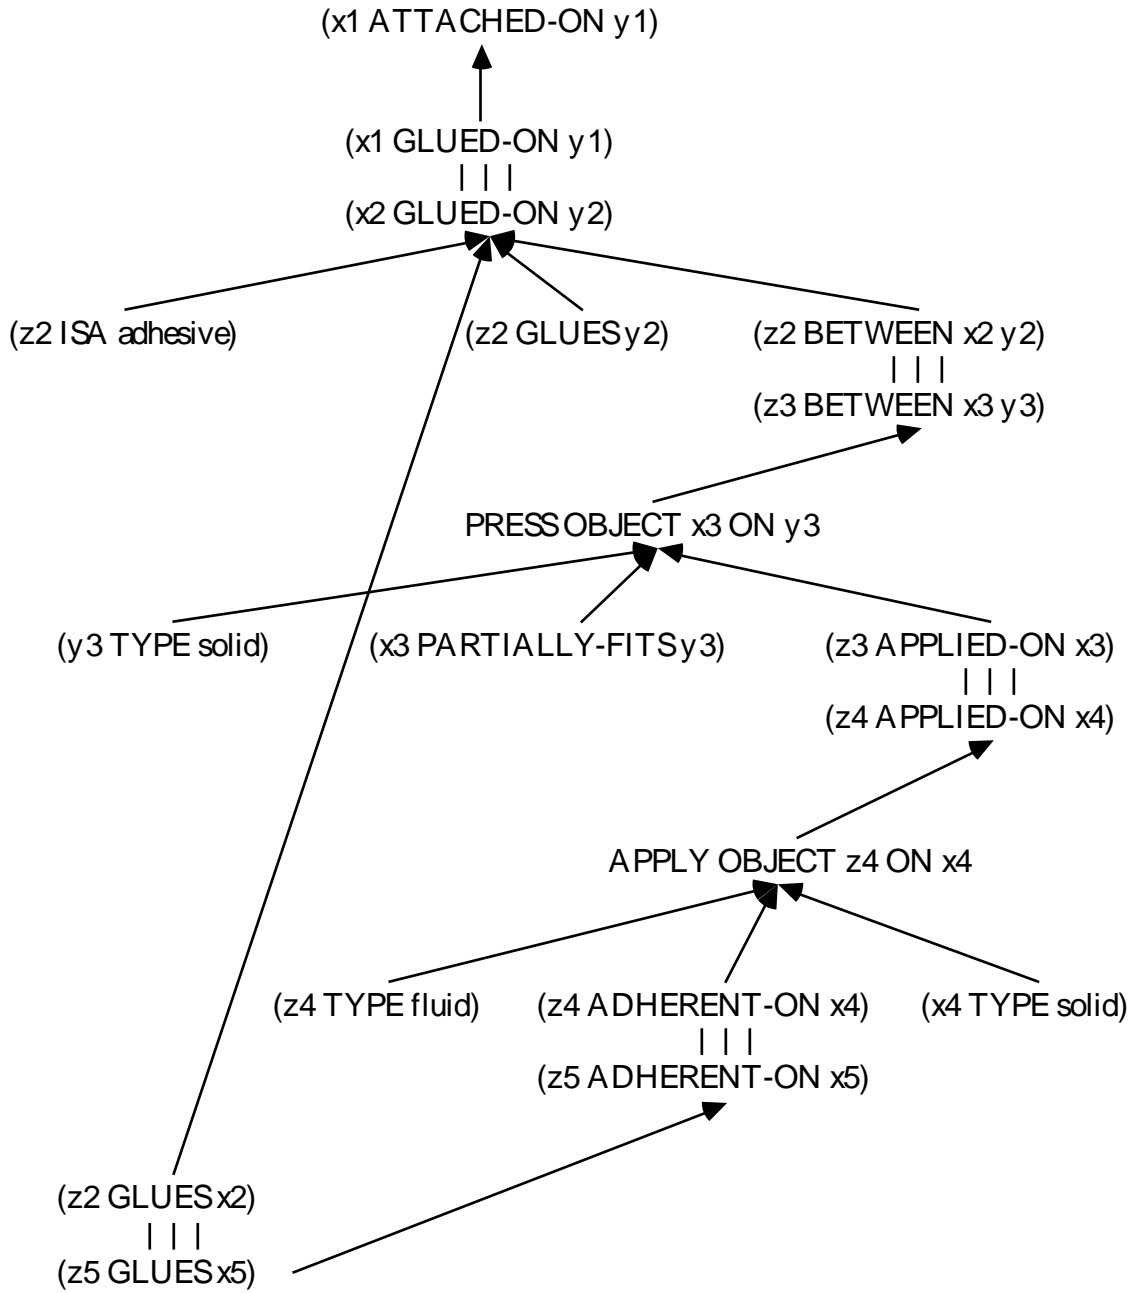 (x1 ATTACHED-ON y1)
(x1 GLUED-ON y1)
(x2 GLUED-ON y2)
(z2 ISA adhesive) (z2 GLUES y2) (z2 BETWEEN x2 y2)
(z3 BETWEEN x3 y3)
PRESS OBJECT x3 ON y3
(y3 TYPE solid) (x3 PARTIALLY-FITS y3) (z3 APPLIED-ON x3)
(z4 APPLIED-ON x4)
APPLY OBJECT z4 ON x4
(z4 TYPE fluid) (z4 ADHERENT-ON x4) (x4 TYPE solid)
(z5 ADHERENT-ON x5)
(z2 GLUES x2)
(z5 GLUES x5)